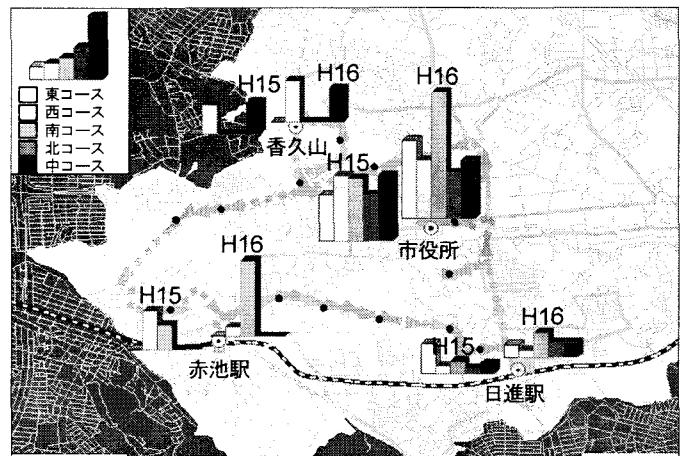 東コース
西コース
南コース
北コース
中コース
H15
H16
香久山
H15
H16
市役所
H15
H16
赤池駅
H15
H16
日進駅